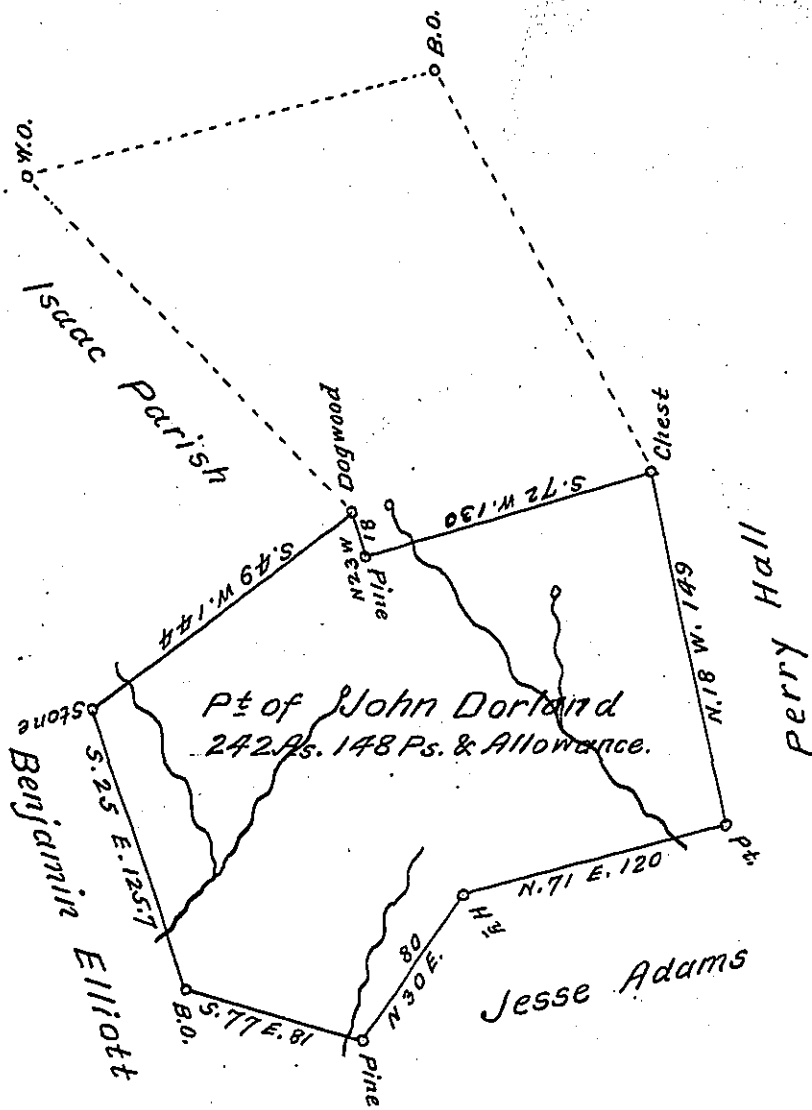 B.O.
W.O.
Isaac Parish
Dogwood
Chest
N23W
18
Pine
S. 72 W. 130
S. 49 W. 144
N. 18 W. 149
Perry Hall
Stone
Pt of John Dorland
242 As. 148 Ps. & Allowance.
Benjamin Elliott
S. 25 E. 125.7
Pt.
N. 71 E. 120
Hy
80
N 30 E.
Jesse Adams
B.O.
S. 77 E. 81
Pine